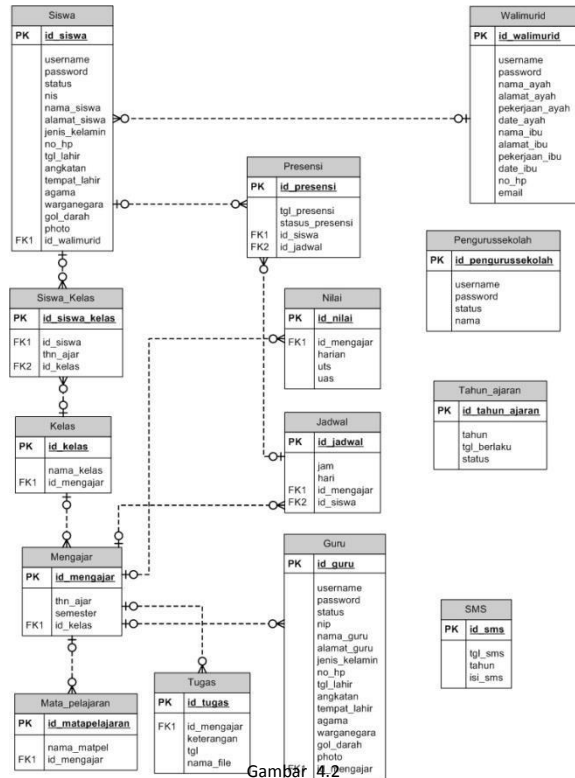 Siswa
PK id_siswa
username
password
status
nis
nama_siswa
alamat_siswa
jenis_kelamin
no_hp
tgl_lahir
angkatan
tempat_lahir
agama
warganegara
gol_darah
photo
FK1 id_walimurid
Walimurid
PK id_walimurid
username
password
nama_ayah
alamat_ayah
pekerjaan_ayah
date_ayah
nama_ibu
alamat_ibu
pekerjaan_ibu
date_ibu
no_hp
email
Presensi
PK id_presensi
tgl_presensi
stasus_presensi
FK1 id_siswa
FK2 id_jadwal
Pengurussekolah
PK id_pengurussekolah
username
password
status
nama
Siswa_Kelas
PK id_siswa_kelas
FK1 id_siswa
thn_ajar
FK2 id_kelas
Nilai
PK id_nilai
FK1 id_mengajar
harian
uts
uas
Tahun_ajaran
PK id_tahun_ajaran
tahun
tgl_berlaku
status
Kelas
PK id_kelas
nama_kelas
FK1 id_mengajar
Jadwal
PK id_jadwal
jam
hari
FK1 id_mengajar
FK2 id_siswa
Mengajar
PK id_mengajar
thn_ajar
semester
FK1 id_kelas
Guru
PK id_guru
username
password
status
nip
nama_guru
alamat_guru
jenis_kelamin
no_hp
tgl_lahir
angkatan
tempat_lahir
agama
warganegara
gol_darah
photo
FK1 id_mengajar
SMS
PK id_sms
tgl_sms
tahun
isi_sms
Mata_pelajaran
PK id_matapelajaran
nama_matpel
FK1 id_mengajar
Tugas
PK id_tugas
FK1 id_mengajar
keterangan
tgl
nama_file
Gambar 4.2